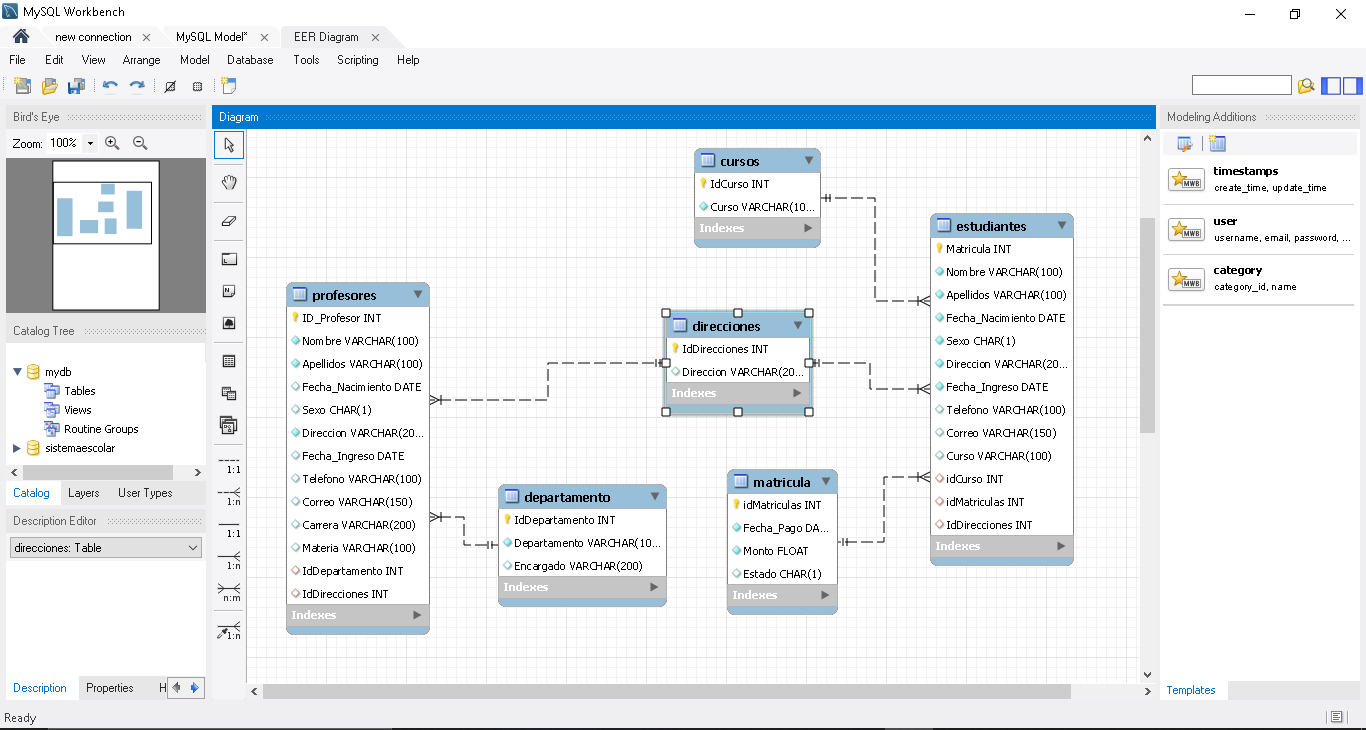 MySQL Workbench
new connection
MySQL Model*
EER Diagram
File Edit View Arrange Model Database Tools Scripting Help
Bird's Eye
Zoom: 100%
Catalog Tree
mydb
Tables
Views
Routine Groups
sistemaescolar
Catalog Layers User Types
Description Editor
direcciones: Table
Description Properties H
Ready
Diagram
1:1
1:n
1:1
1:n
n:m
1:n
profesores
ID_Profesor INT
Nombre VARCHAR(100)
Apellidos VARCHAR(100)
Fecha_Nacimiento DATE
Sexo CHAR(1)
Direccion VARCHAR(20...
Fecha_Ingreso DATE
Telefono VARCHAR(100)
Correo VARCHAR(150)
Carrera VARCHAR(200)
Materia VARCHAR(100)
IdDepartamento INT
IdDirecciones INT
Indexes
departamento
IdDepartamento INT
Departamento VARCHAR(10...
Encargado VARCHAR(200)
Indexes
cursos
IdCurso INT
Curso VARCHAR(10...
Indexes
direcciones
IdDirecciones INT
Direccion VARCHAR(20...
Indexes
matricula
idMatriculas INT
Fecha_Pago DA...
Monto FLOAT
Estado CHAR(1)
Indexes
estudiantes
Matricula INT
Nombre VARCHAR(100)
Apellidos VARCHAR(100)
Fecha_Nacimiento DATE
Sexo CHAR(1)
Direccion VARCHAR(20...
Fecha_Ingreso DATE
Telefono VARCHAR(100)
Correo VARCHAR(150)
Curso VARCHAR(100)
idCurso INT
idMatriculas INT
IdDirecciones INT
Indexes
Modeling Additions
MWB
timestamps
create_time, update_time
MWB
user
username, email, password, ...
MWB
category
category_id, name
Templates